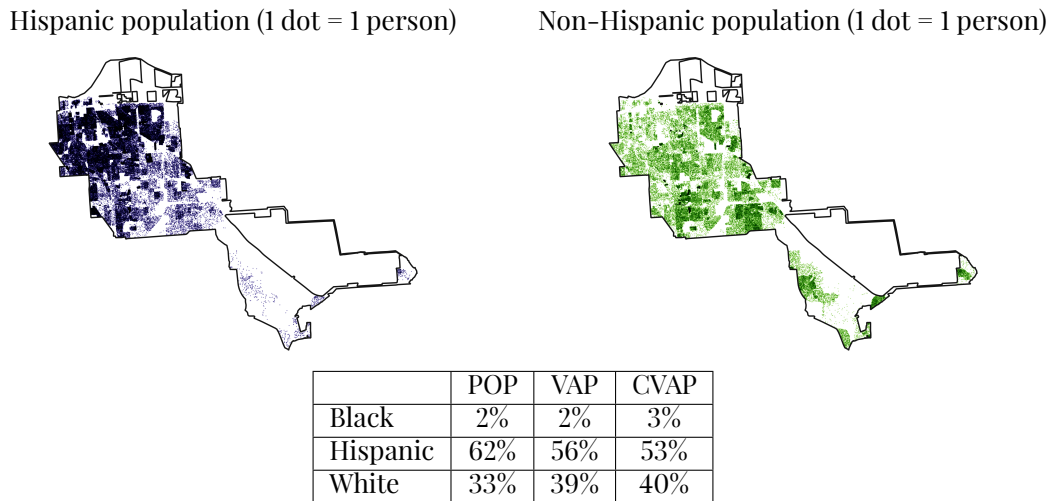 Hispanic population (1 dot = 1 person)
Non-Hispanic population (1 dot = 1 person)
POP VAP CVAP
Black 2% 2% 3%
Hispanic 62% 56% 53%
White 33% 39% 40%